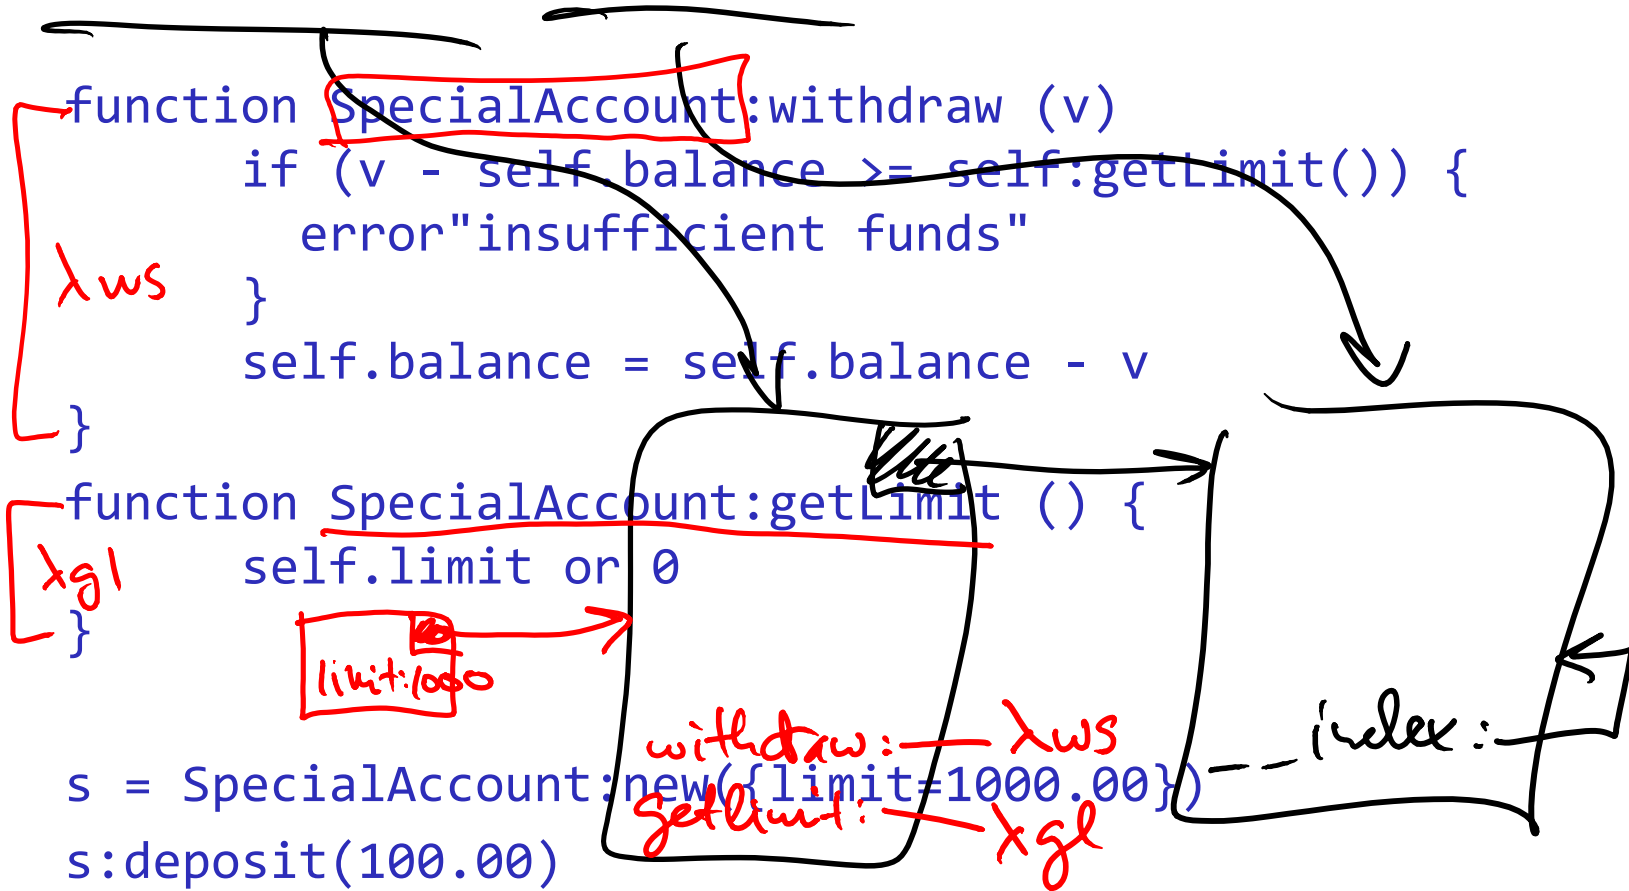 function SpecialAccount:withdraw (v)
if (v - self.balance >= self:getLimit()) {
error"insufficient funds"
λws
}
self.balance = self.balance - v
}
function SpecialAccount:getLimit () {
λgl
self.limit or 0
}
limit:1000
withdraw: λws
__index:
s = SpecialAccount:new({limit=1000.00})
getlimit: λgl
s:deposit(100.00)